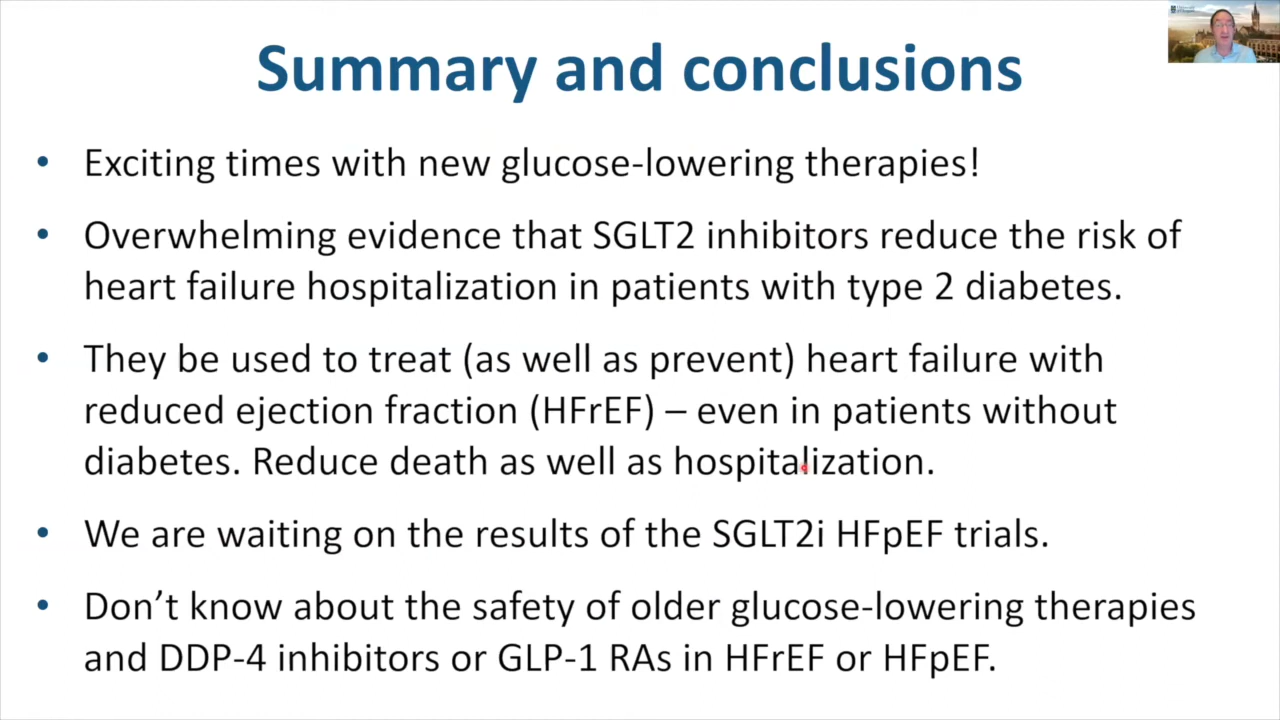 Summary and conclusions
• Exciting times with new glucose-lowering therapies!
• Overwhelming evidence that SGLT2 inhibitors reduce the risk of
heart failure hospitalization in patients with type 2 diabetes.
• They be used to treat (as well as prevent) heart failure with
reduced ejection fraction (HFrEF) – even in patients without
diabetes. Reduce death as well as hospitalization.
• We are waiting on the results of the SGLT2i HFpEF trials.
• Don’t know about the safety of older glucose-lowering therapies
and DDP-4 inhibitors or GLP-1 RAs in HFrEF or HFpEF.